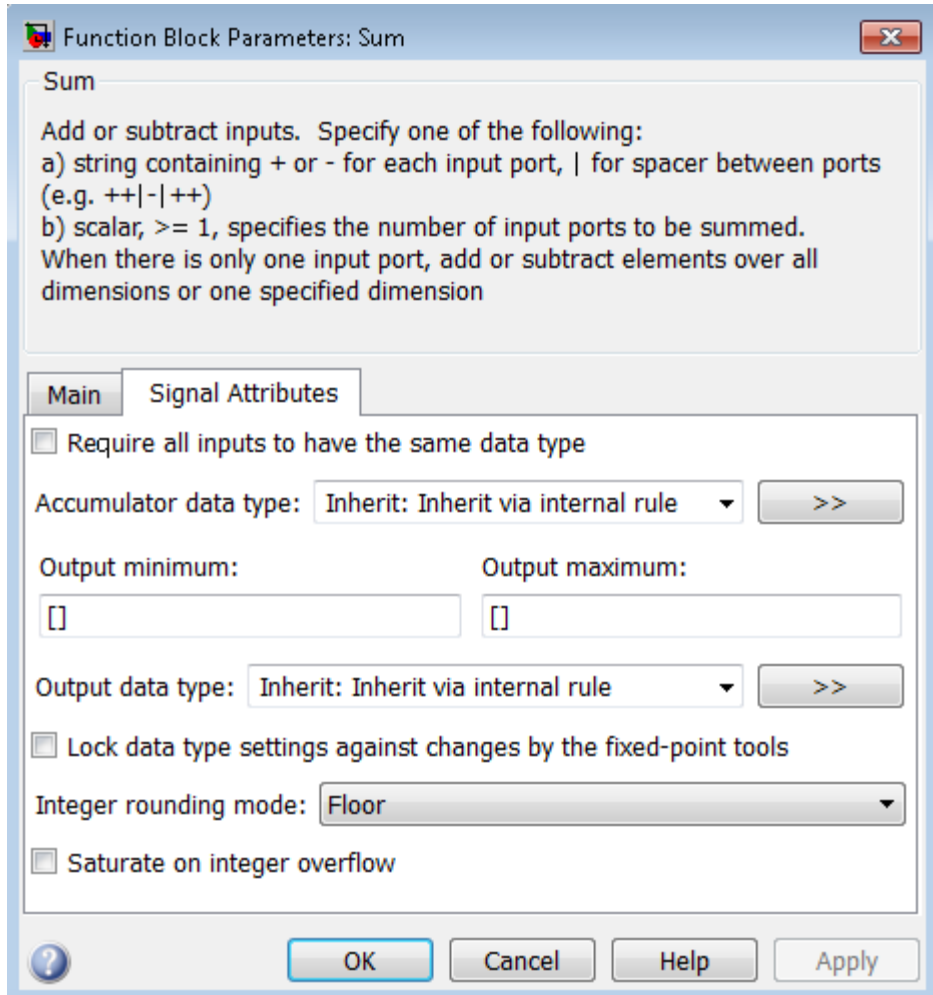 Function Block Parameters: Sum
Sum
Add or subtract inputs.  Specify one of the following:
a) string containing + or - for each input port, | for spacer between ports
(e.g. ++|-|++)
b) scalar, >= 1, specifies the number of input ports to be summed.
When there is only one input port, add or subtract elements over all
dimensions or one specified dimension
Main Signal Attributes
Require all inputs to have the same data type
Accumulator data type: Inherit: Inherit via internal rule >>
Output minimum: Output maximum:
[] []
Output data type: Inherit: Inherit via internal rule >>
Lock data type settings against changes by the fixed-point tools
Integer rounding mode: Floor
Saturate on integer overflow
? OK Cancel Help Apply